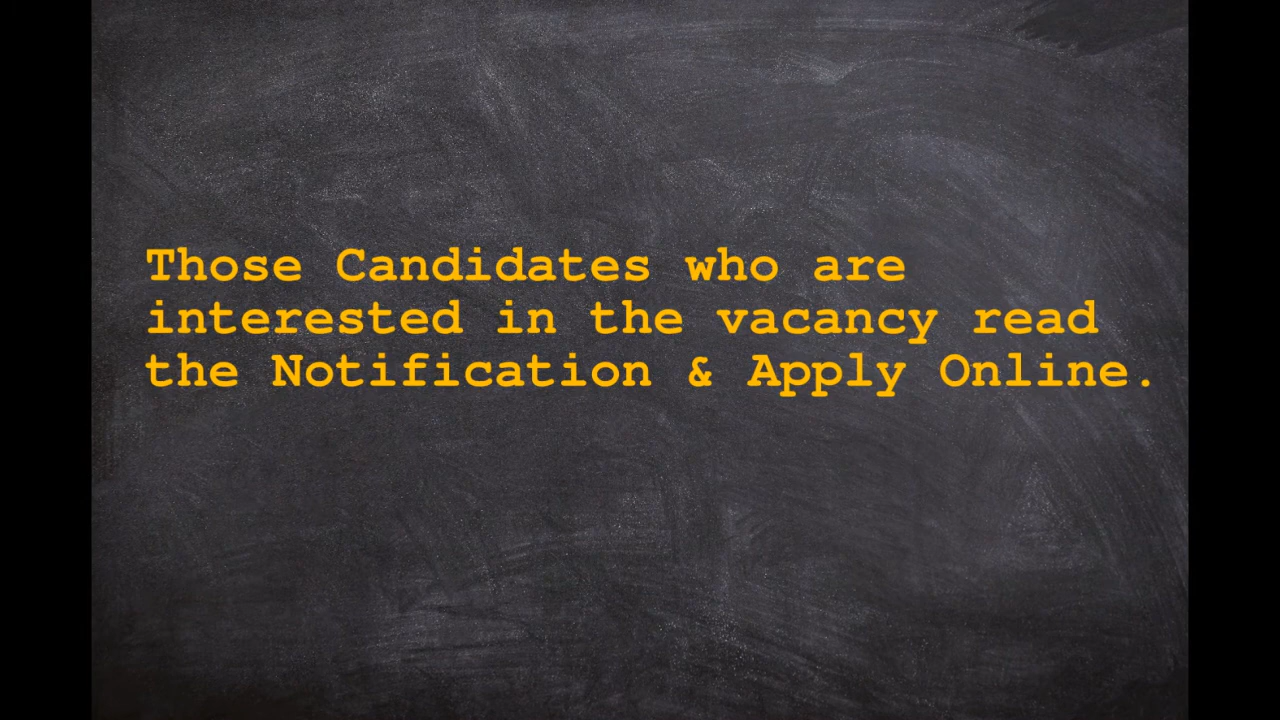 Those Candidates who are
interested in the vacancy read
the Notification & Apply Online.